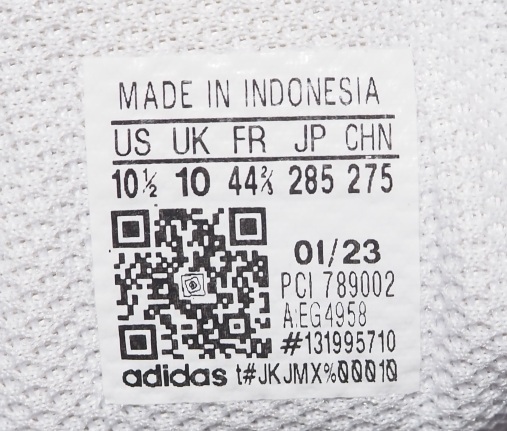 MADE IN INDONESIA
US UK FR JP CHN
10½ 10 44⅔ 285 275
01/23
PCI 789002
A:EG4958
#131995710
adidas t#JKJMX%00010